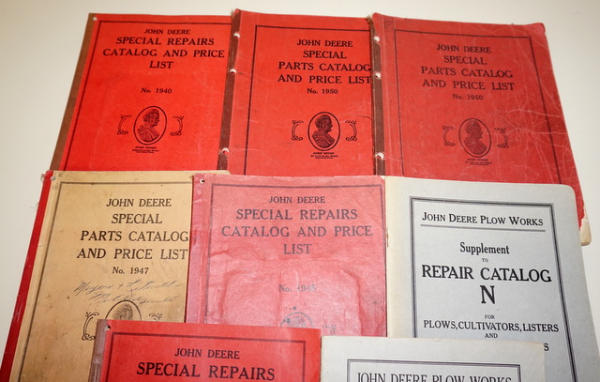 JOHN DEERE
SPECIAL REPAIRS
CATALOG AND PRICE
LIST
No. 1940
JOHN DEERE
SPECIAL
PARTS CATALOG
AND PRICE LIST
No. 1950
JOHN DEERE
SPECIAL
PARTS CATALOG
AND PRICE LIST
No. 1950
JOHN DEERE
SPECIAL
PARTS CATALOG
AND PRICE LIST
No. 1947
JOHN DEERE
SPECIAL REPAIRS
CATALOG AND PRICE
LIST
JOHN DEERE PLOW WORKS
Supplement
TO
REPAIR CATALOG
N
FOR
PLOWS, CULTIVATORS, LISTERS
AND
JOHN DEERE
SPECIAL REPAIRS
JOHN DEERE PLOW WORKS